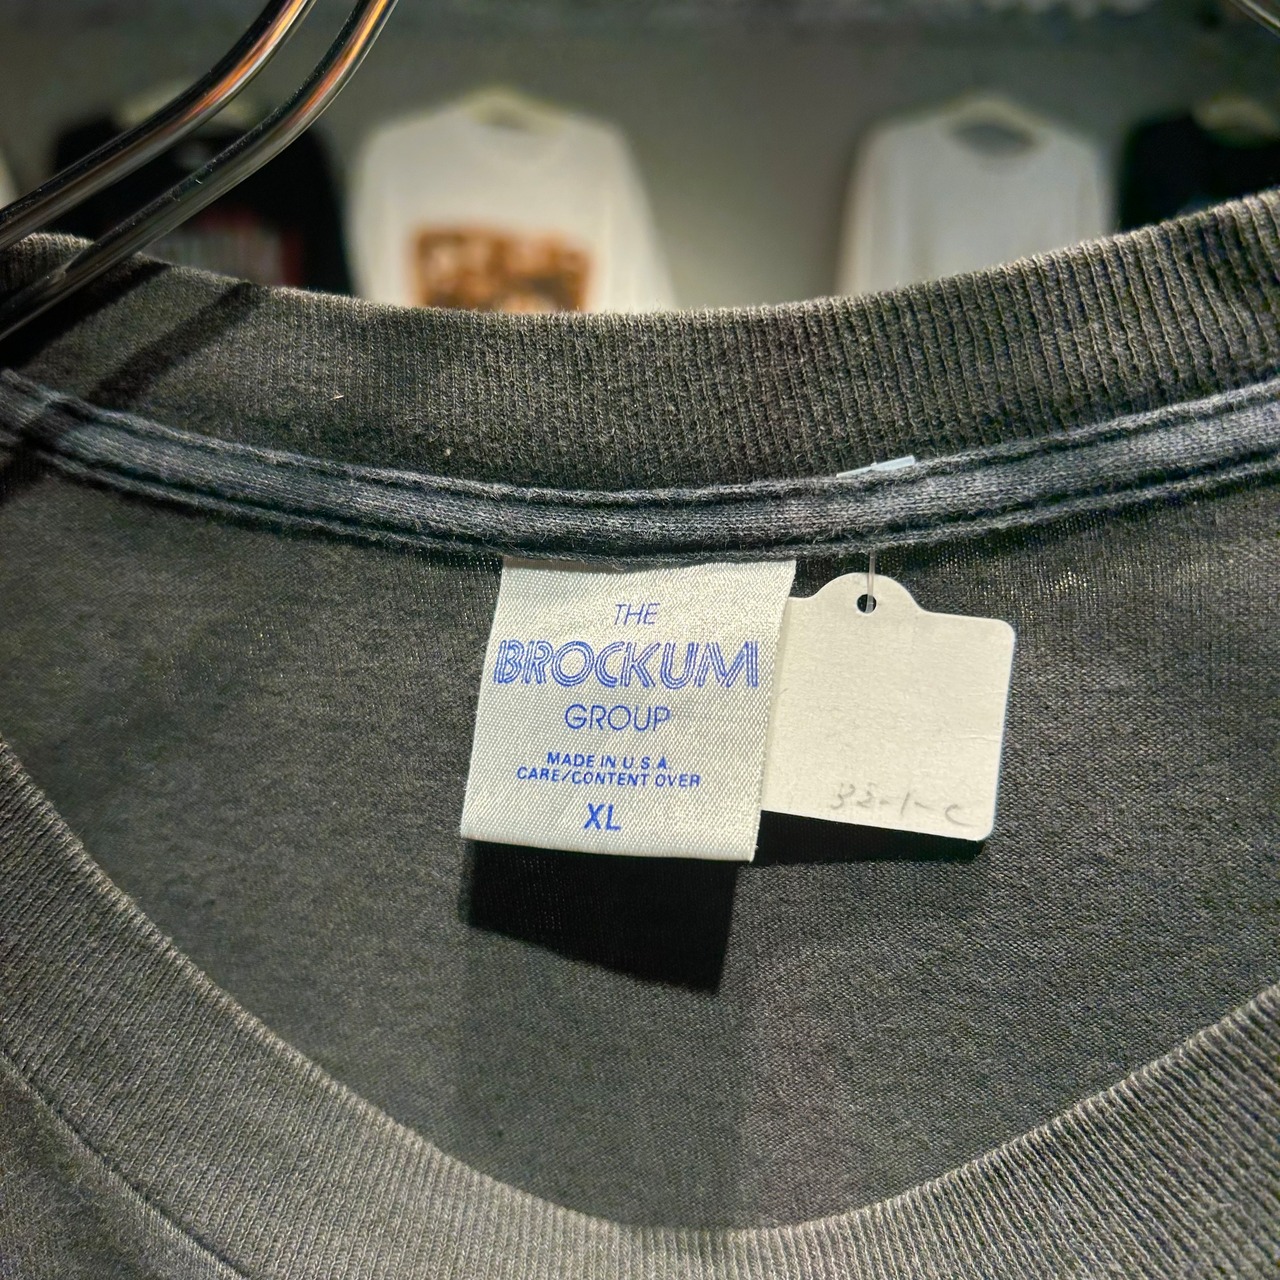 THE
BROCKUM
GROUP
MADE IN U.S.A.
CARE/CONTENT OVER
XL